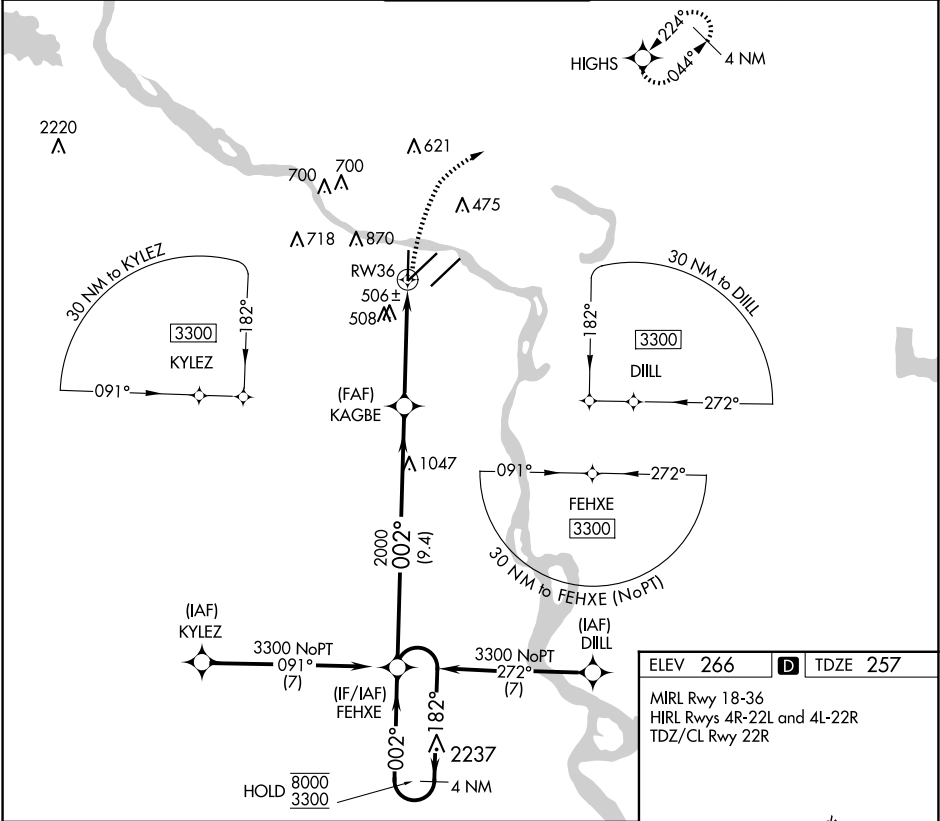 224°
HIGHS
044°
4 NM
2220
621
700
700
475
718
870
RW36
506±
508
30 NM to KYLEZ
182°
3300
KYLEZ
091°
30 NM to DIILL
182°
3300
DIILL
272°
(FAF)
KAGBE
1047
091°
272°
FEHXE
3300
30 NM to FEHXE (NoPT)
2000
002°
(9.4)
(IAF)
KYLEZ
3300 NoPT
091°
(7)
(IF/IAF)
FEHXE
(IAF)
DIILL
3300 NoPT
272°
(7)
002°
182°
2237
HOLD 8000
3300
4 NM
ELEV 266 D TDZE 257
MIRL Rwy 18-36
HIRL Rwys 4R-22L and 4L-22R
TDZ/CL Rwy 22R